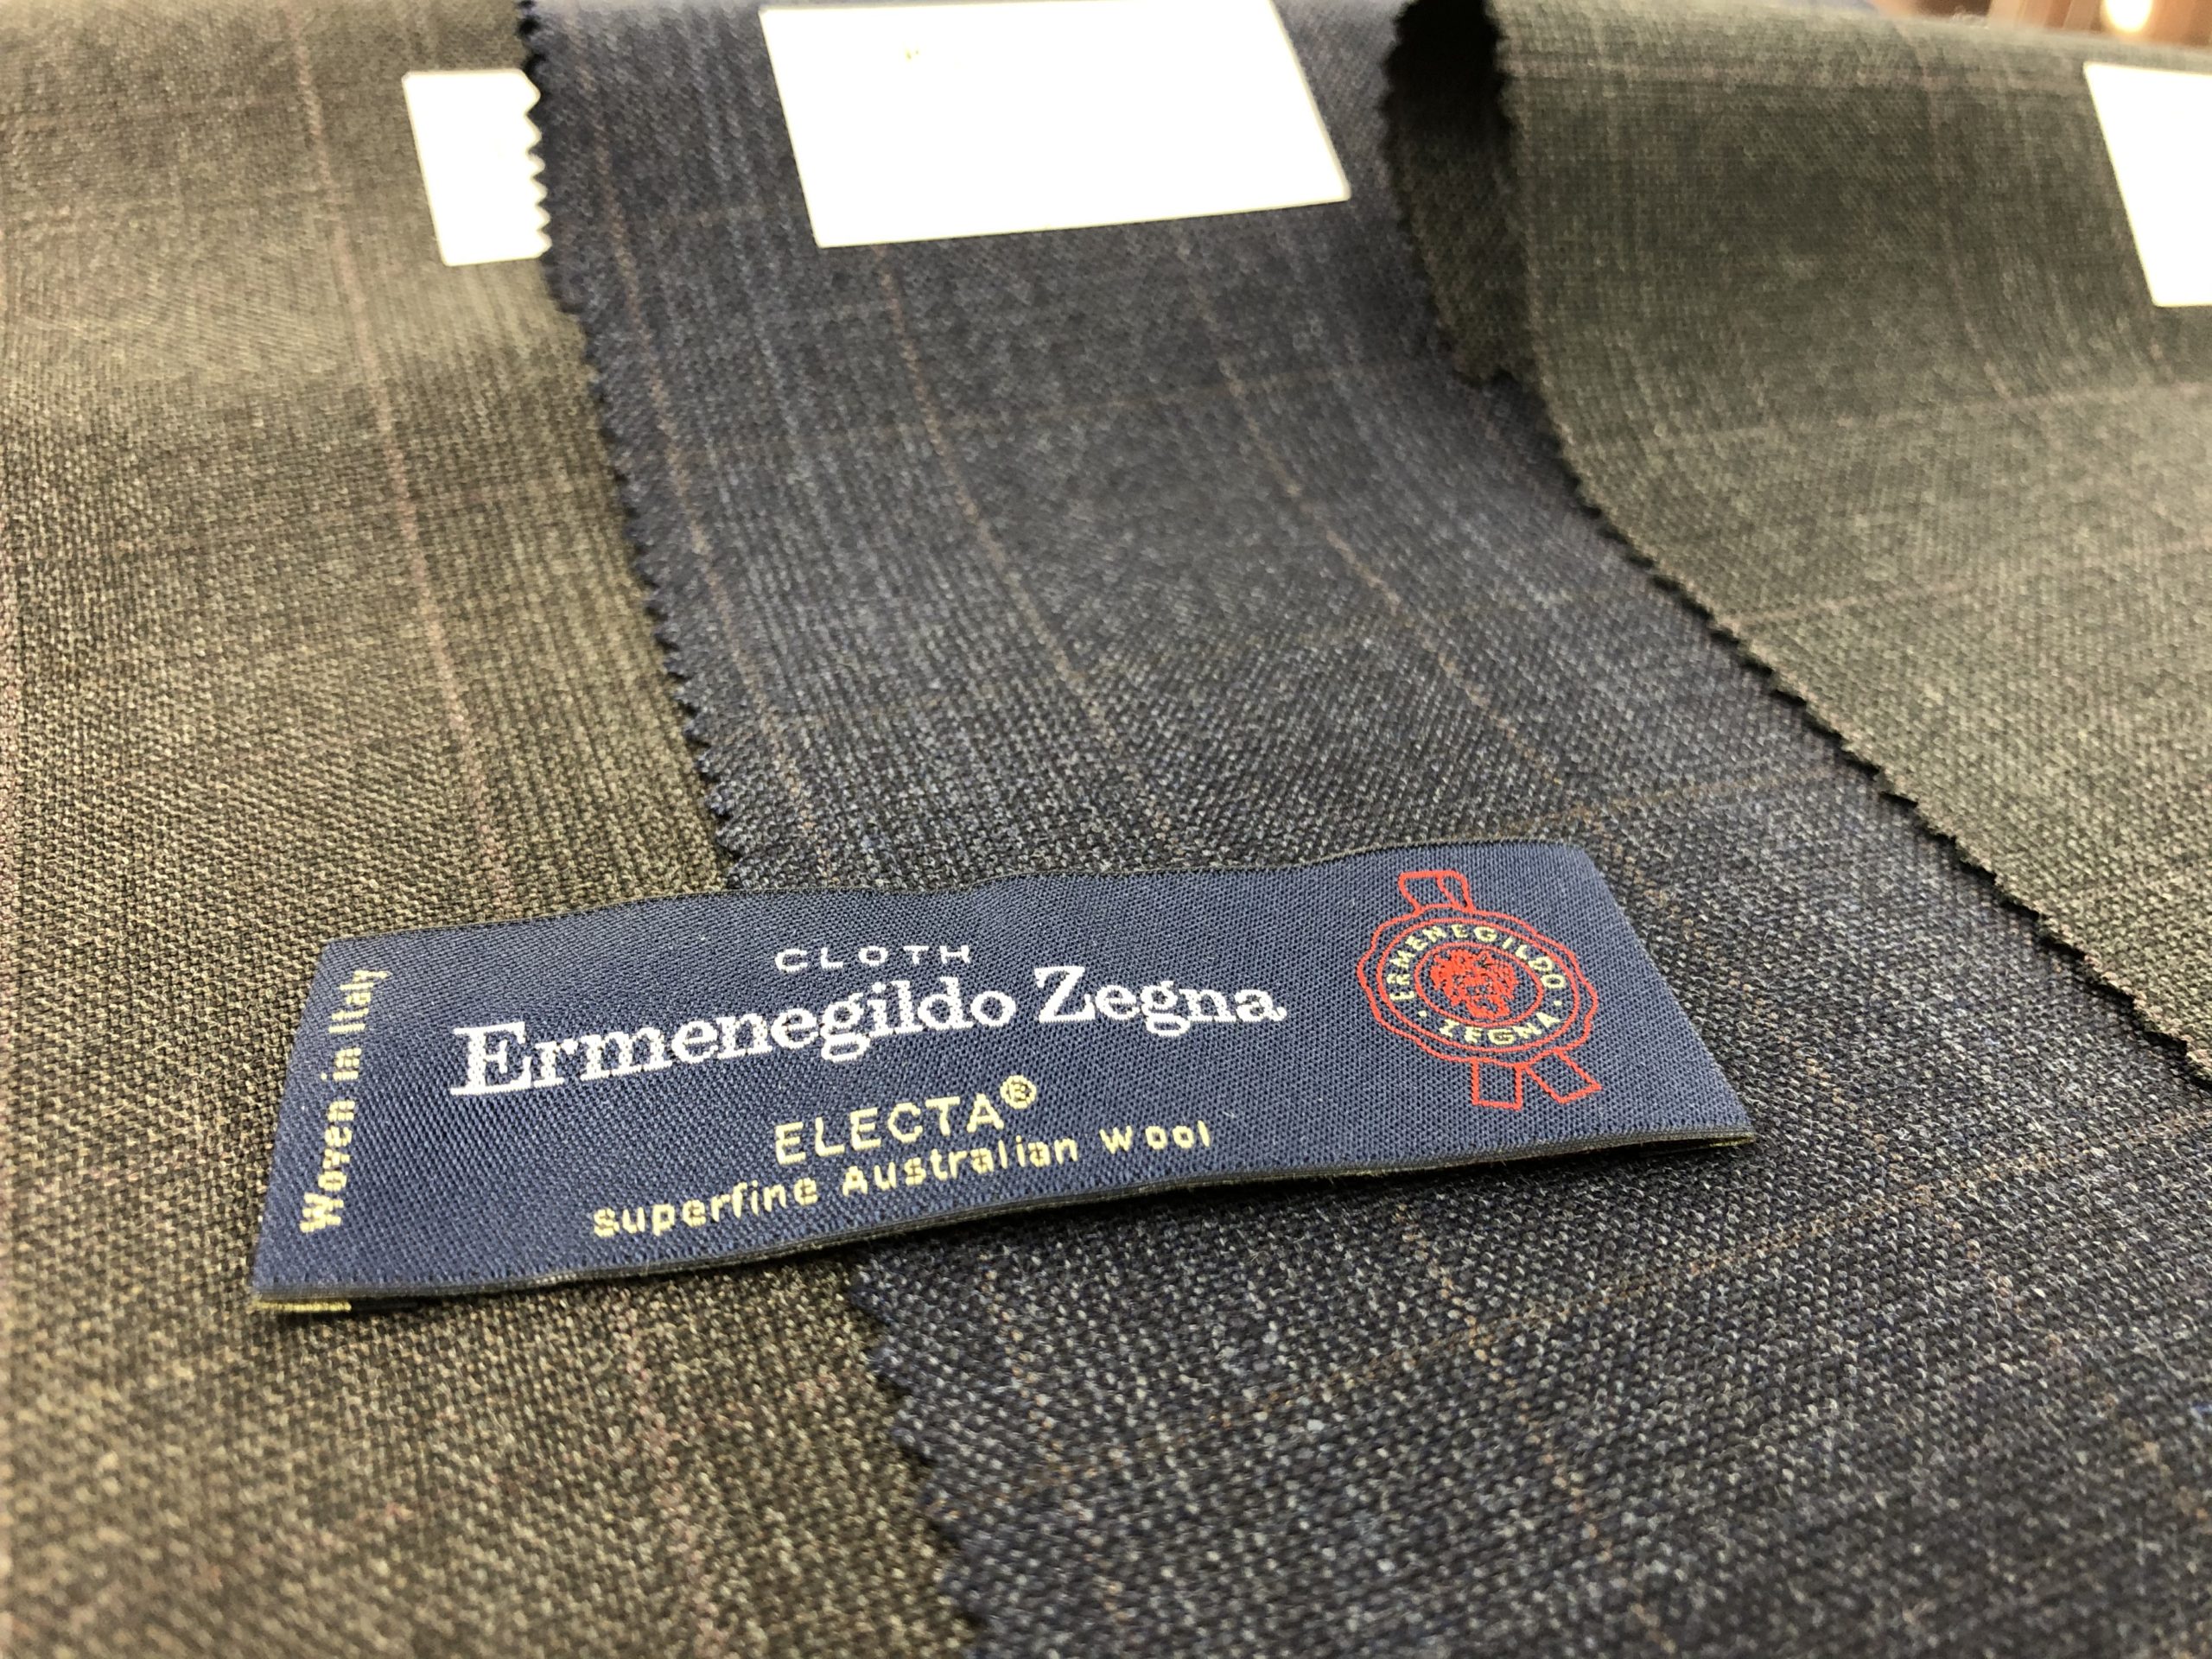 Woven in Italy
CLOTH
Ermenegildo Zegna
ELECTA®
Superfine Australian Wool
ERMENEGILDO
· ZEGNA ·